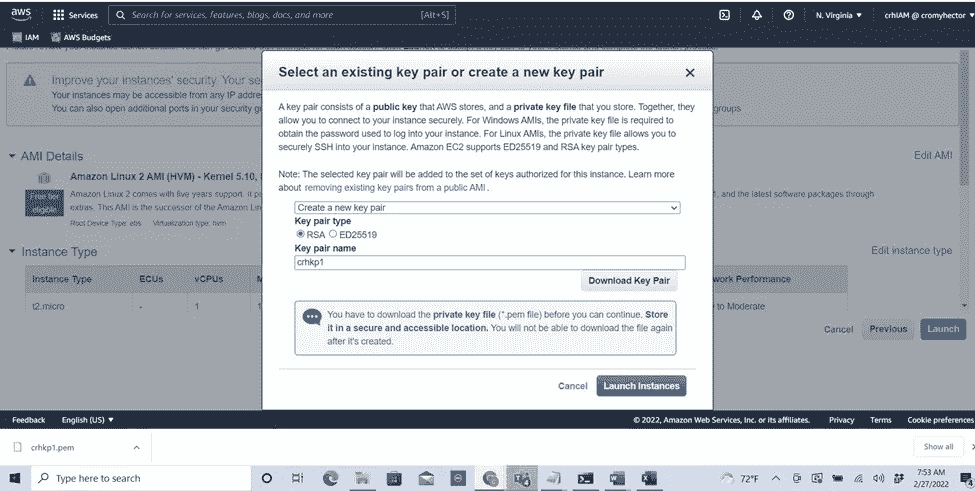 aws
Services
Search for services, features, blogs, docs, and more
[Alt+S]
N. Virginia
crhIAM @ cromyhector
IAM
AWS Budgets
Select an existing key pair or create a new key pair
Improve your instances' security. Your se
Your instances may be accessible from any IP addre
You can also open additional ports in your security g
groups
A key pair consists of a public key that AWS stores, and a private key file that you store. Together, they
allow you to connect to your instance securely. For Windows AMIs, the private key file is required to
obtain the password used to log into your instance. For Linux AMIs, the private key file allows you to
securely SSH into your instance. Amazon EC2 supports ED25519 and RSA key pair types.
Note: The selected key pair will be added to the set of keys authorized for this instance. Learn more
about removing existing key pairs from a public AMI.
AMI Details
Edit AMI
Amazon Linux 2 AMI (HVM) - Kernel 5.10,
Free tier
eligible
Amazon Linux 2 comes with five years support. It p
, and the latest software packages through
extras. This AMI is the successor of the Amazon Lin
Root Device Type: ebs Virtualization type: hvm
Create a new key pair
Key pair type
RSA ED25519
Key pair name
crhkp1
Download Key Pair
Instance Type
Edit instance type
Instance Type ECUs vCPUs M
work Performance
t2.micro - 1
to Moderate
You have to download the private key file (*.pem file) before you can continue. Store
it in a secure and accessible location. You will not be able to download the file again
after it's created.
Cancel Previous Launch
Cancel Launch Instances
Feedback English (US)
© 2022, Amazon Web Services, Inc. or its affiliates. Privacy Terms Cookie preferences
crhkp1.pem
Show all
Type here to search
72°F
7:53 AM
2/27/2022